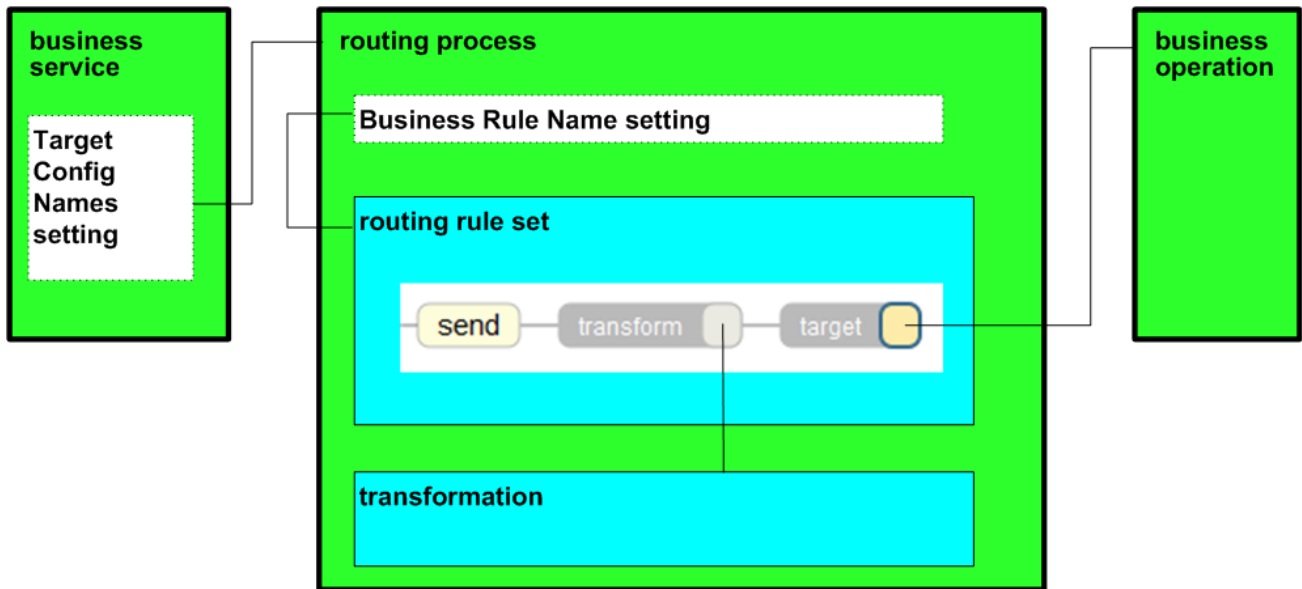 business
service
Target
Config
Names
setting
routing process
Business Rule Name setting
routing rule set
send
transform
target
transformation
business
operation